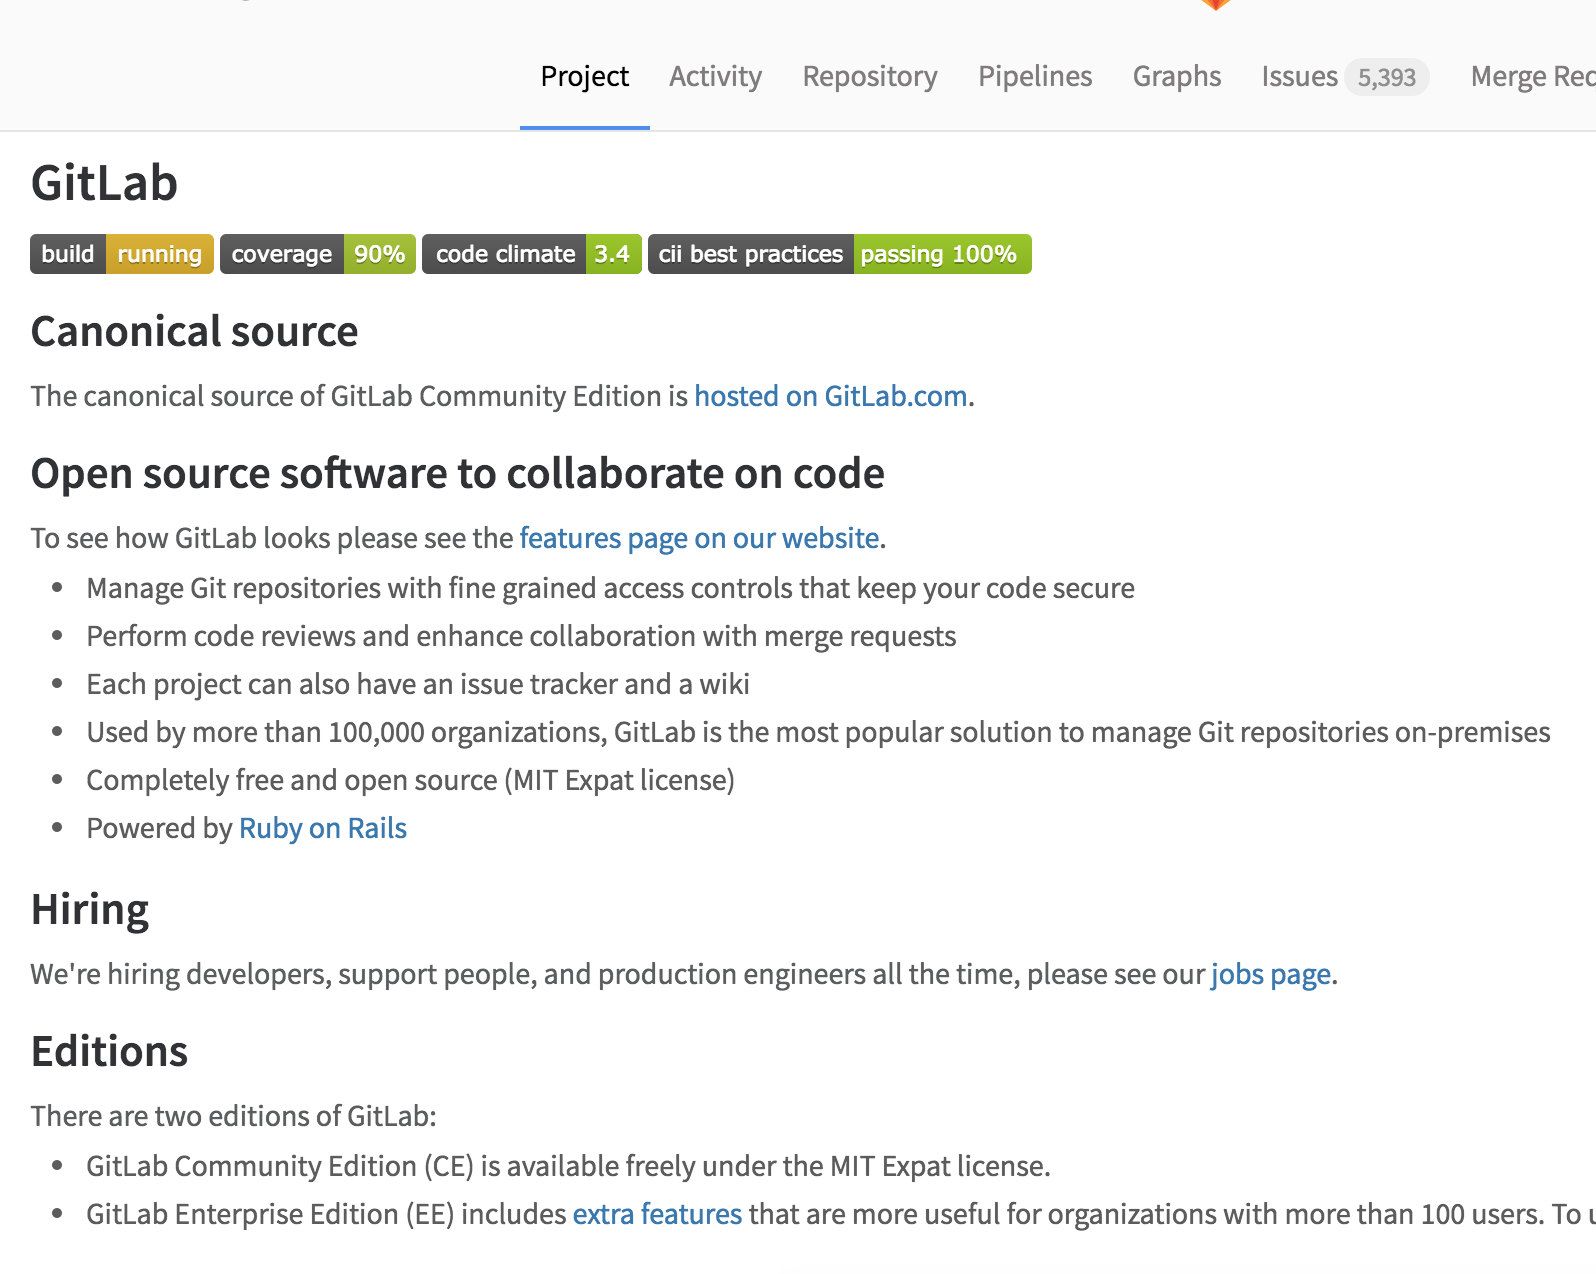 Project Activity Repository Pipelines Graphs Issues 5,393 Merge
GitLab
build running coverage 90% code climate 3.4 cii best practices passing 100%
Canonical source
The canonical source of GitLab Community Edition is hosted on GitLab.com.
Open source software to collaborate on code
To see how GitLab looks please see the features page on our website.
• Manage Git repositories with fine grained access controls that keep your code secure
• Perform code reviews and enhance collaboration with merge requests
• Each project can also have an issue tracker and a wiki
• Used by more than 100,000 organizations, GitLab is the most popular solution to manage Git repositories on-premises
• Completely free and open source (MIT Expat license)
• Powered by Ruby on Rails
Hiring
We're hiring developers, support people, and production engineers all the time, please see our jobs page.
Editions
There are two editions of GitLab:
• GitLab Community Edition (CE) is available freely under the MIT Expat license.
• GitLab Enterprise Edition (EE) includes extra features that are more useful for organizations with more than 100 users. To